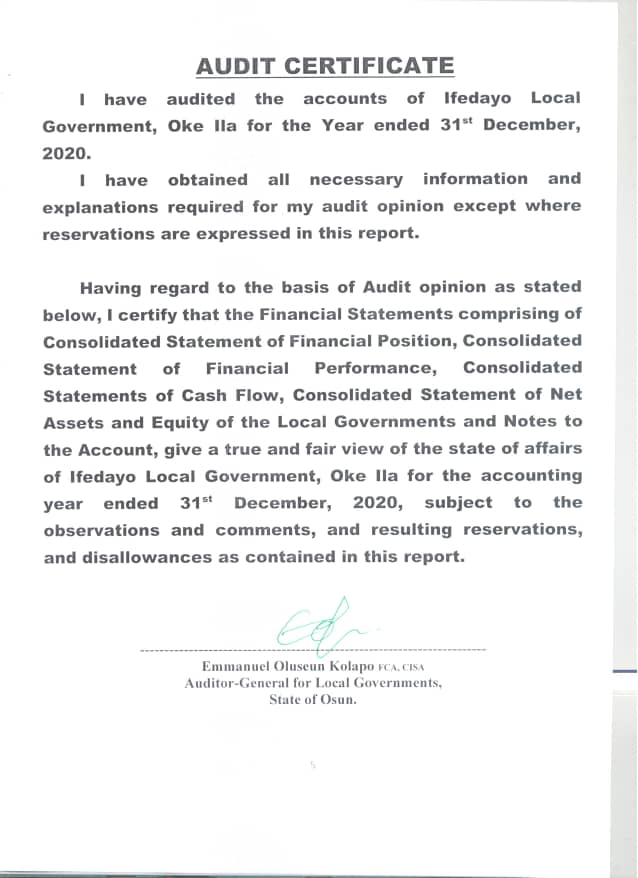 AUDIT CERTIFICATE
I have audited the accounts of Ifedayo Local
Government, Oke Ila for the Year ended 31st December,
2020.
I have obtained all necessary information and
explanations required for my audit opinion except where
reservations are expressed in this report.
Having regard to the basis of Audit opinion as stated
below, I certify that the Financial Statements comprising of
Consolidated Statement of Financial Position, Consolidated
Statement of Financial Performance, Consolidated
Statements of Cash Flow, Consolidated Statement of Net
Assets and Equity of the Local Governments and Notes to
the Account, give a true and fair view of the state of affairs
of Ifedayo Local Government, Oke Ila for the accounting
year ended 31st December, 2020, subject to the
observations and comments, and resulting reservations,
and disallowances as contained in this report.
Emmanuel Oluseun Kolapo FCA, CISA
Auditor-General for Local Governments,
State of Osun.
5